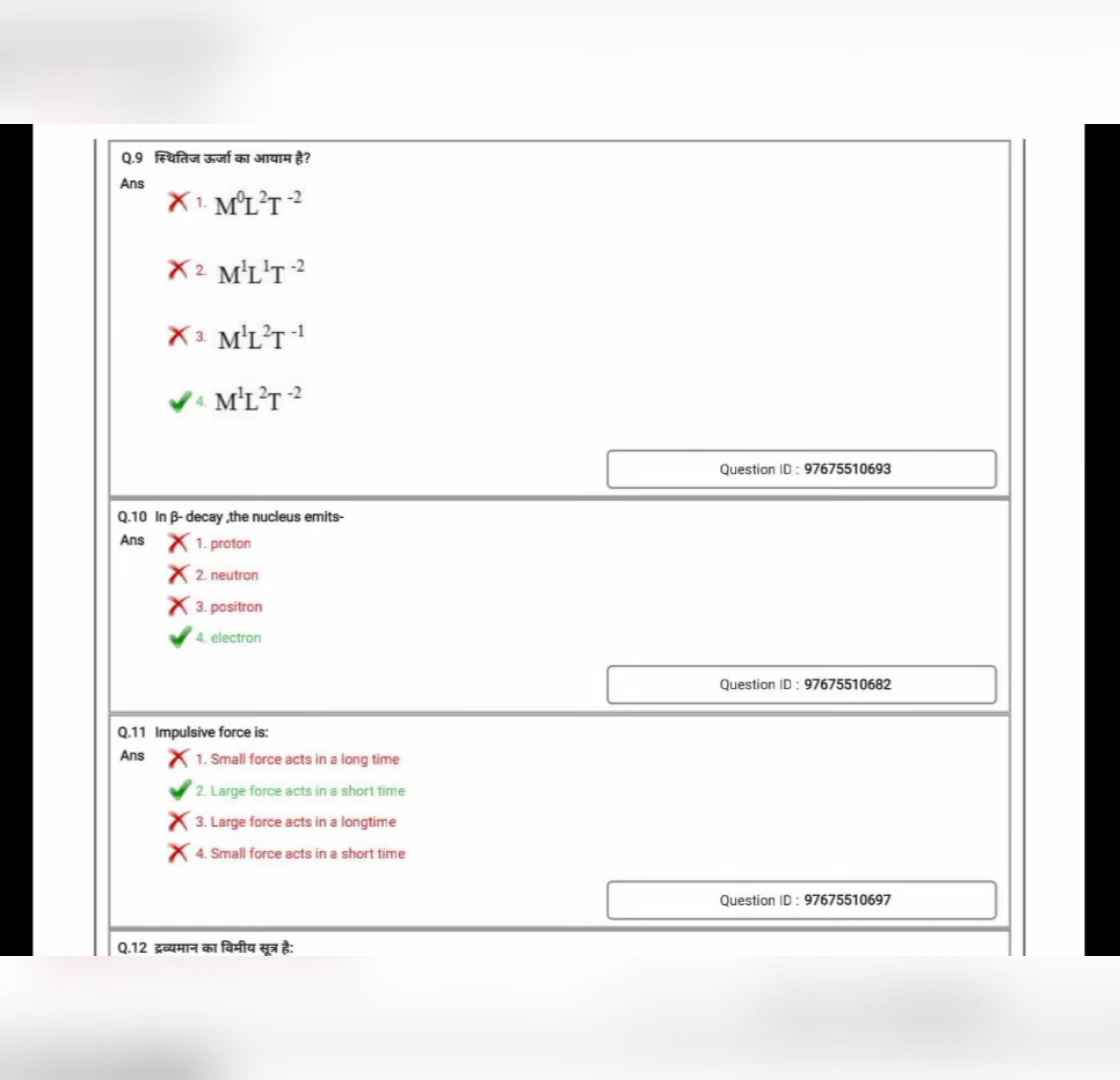 Q.9 स्थितिज ऊर्जा का आयाम है?
Ans
1. M⁰L²T⁻²
2. M¹L¹T⁻²
3. M¹L²T⁻¹
4. M¹L²T⁻²
Question ID : 97675510693
Q.10 In β- decay ,the nucleus emits-
Ans 1. proton
2. neutron
3. positron
4. electron
Question ID : 97675510682
Q.11 Impulsive force is:
Ans 1. Small force acts in a long time
2. Large force acts in a short time
3. Large force acts in a longtime
4. Small force acts in a short time
Question ID : 97675510697
Q.12 द्रव्यमान का विमीय सूत्र है: